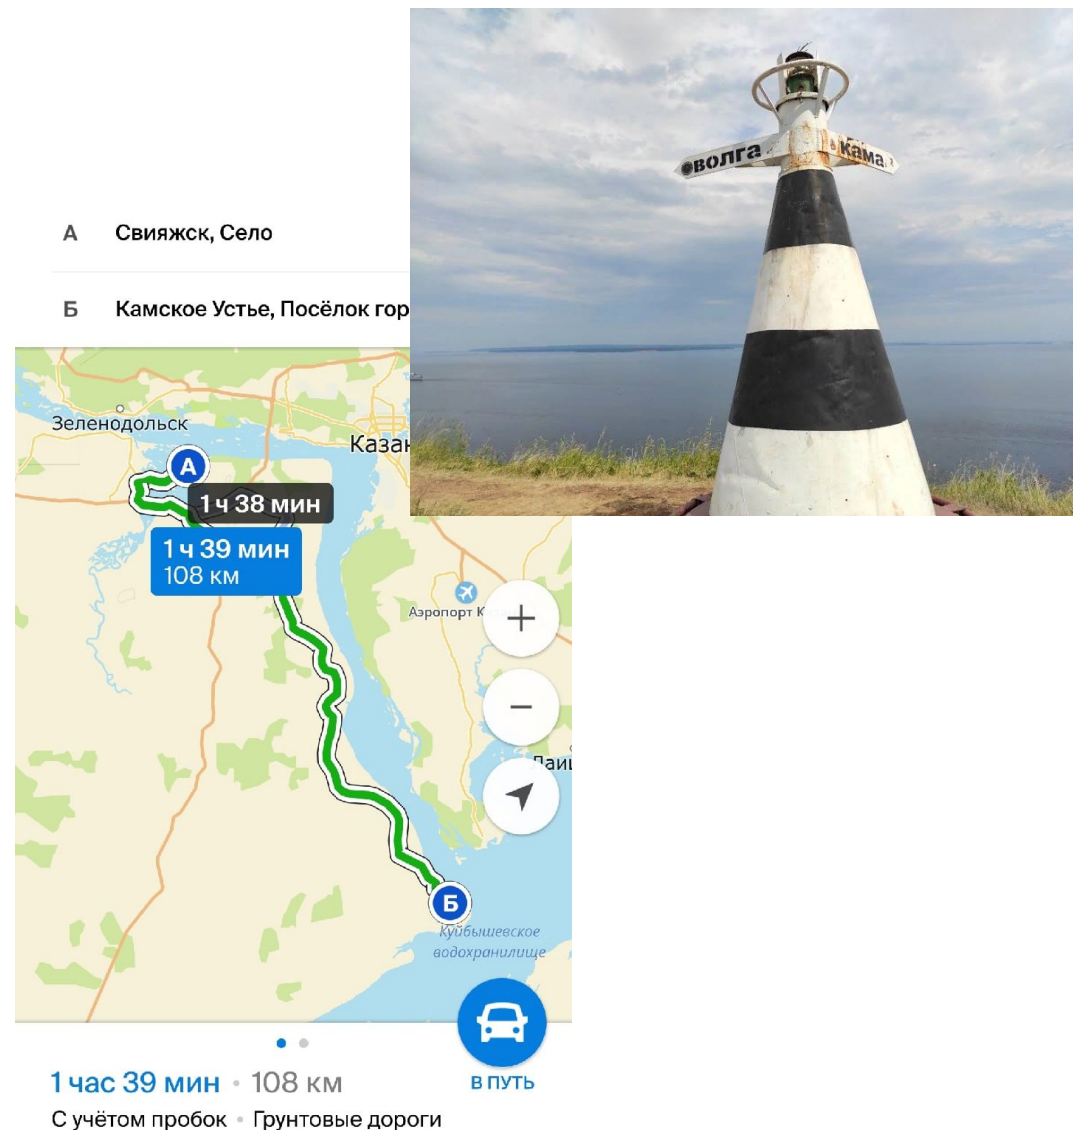 волга
кама
А Свияжск, Село
Б Камское Устье, Посёлок гор
Зеленодольск
Казан
А
1 ч 38 мин
1 ч 39 мин
108 км
Аэропорт К
Лаи
Б
Куйбышевское
водохранилище
В ПУТЬ
1 час 39 мин • 108 км
С учётом пробок • Грунтовые дороги